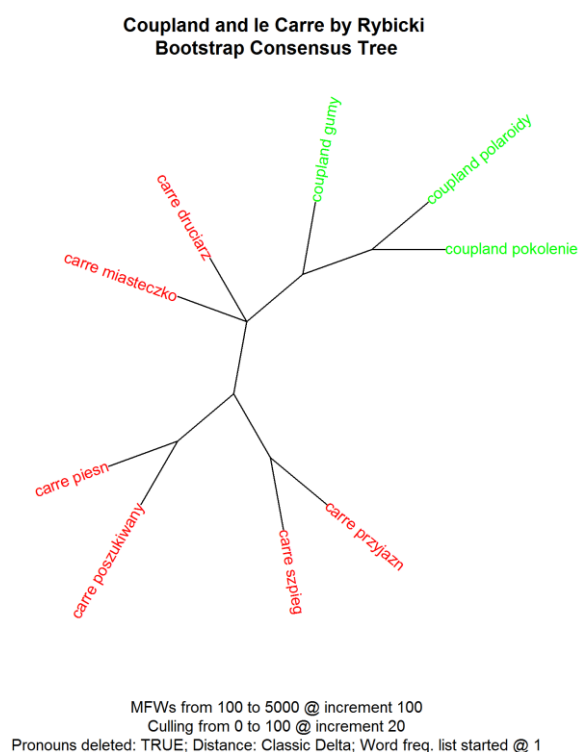 Coupland and le Carre by Rybicki
Bootstrap Consensus Tree
coupland gumy
coupland polaroidy
carre druciarz
coupland pokolenie
carre miasteczko
carre piesn
carre przyjazn
carre poszukiwany
carre szpieg
MFWs from 100 to 5000 @ increment 100
Culling from 0 to 100 @ increment 20
Pronouns deleted: TRUE; Distance: Classic Delta; Word freq. list started @ 1